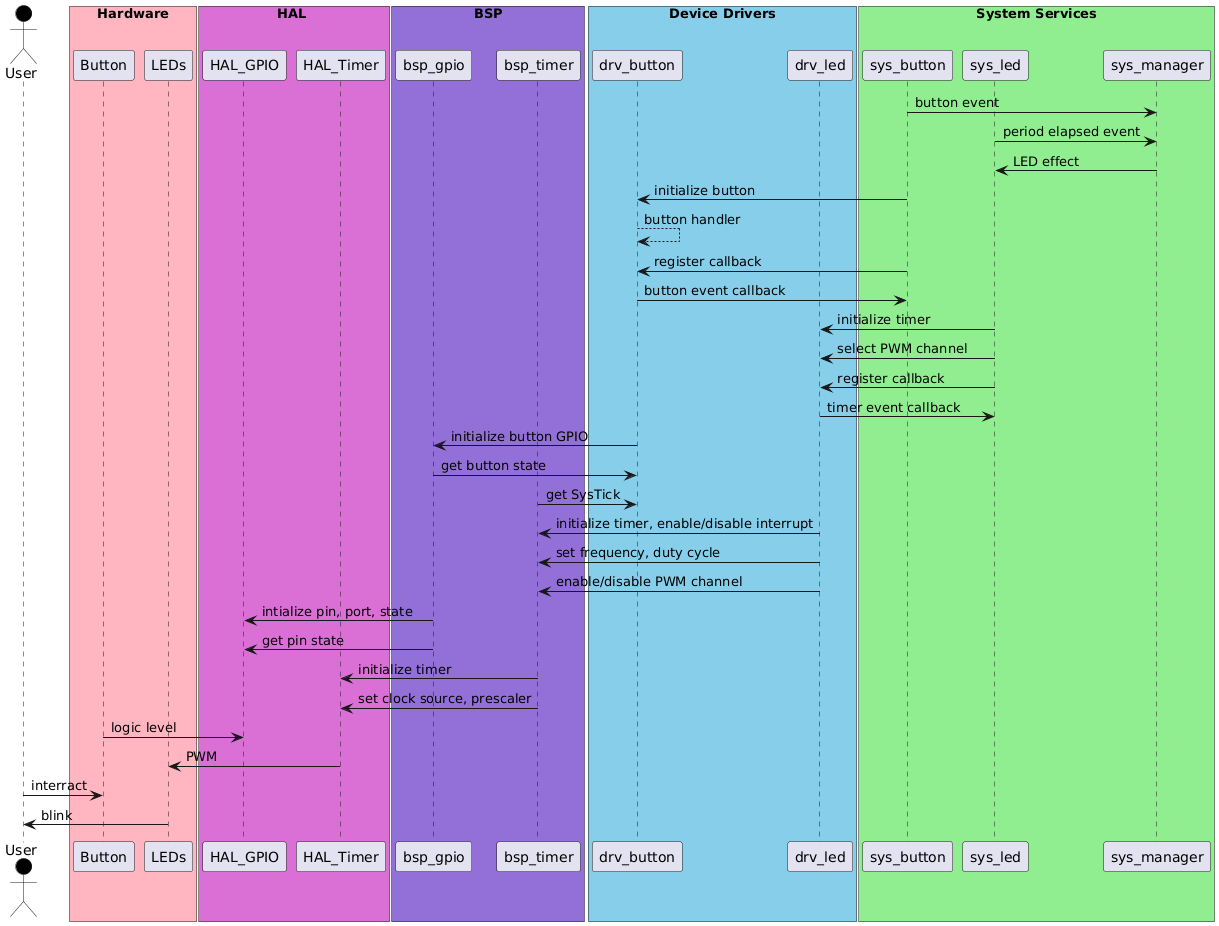 Hardware HAL BSP Device Drivers System Services
User Button LEDs HAL_GPIO HAL_Timer bsp_gpio bsp_timer drv_button drv_led sys_button sys_led sys_manager
button event
period elapsed event
LED effect
initialize button
button handler
register callback
button event callback
initialize timer
select PWM channel
register callback
timer event callback
initialize button GPIO
get button state
get SysTick
initialize timer, enable/disable interrupt
set frequency, duty cycle
enable/disable PWM channel
intialize pin, port, state
get pin state
initialize timer
set clock source, prescaler
logic level
PWM
interract
blink
User Button LEDs HAL_GPIO HAL_Timer bsp_gpio bsp_timer drv_button drv_led sys_button sys_led sys_manager